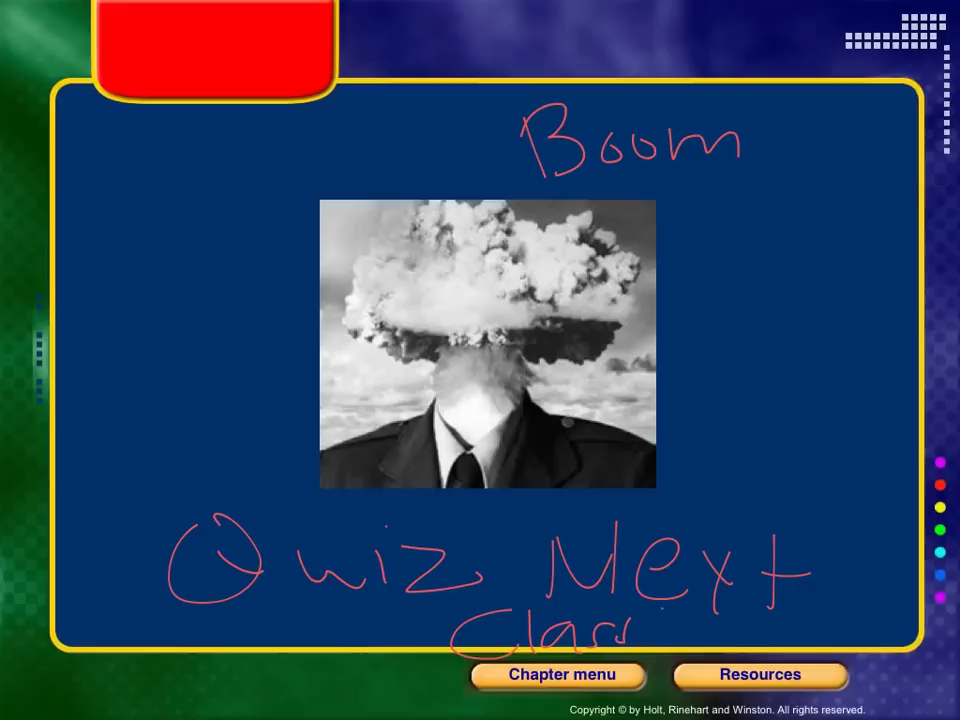 Boom
Quiz Next
Class
Chapter menu
Resources
Copyright © by Holt, Rinehart and Winston. All rights reserved.